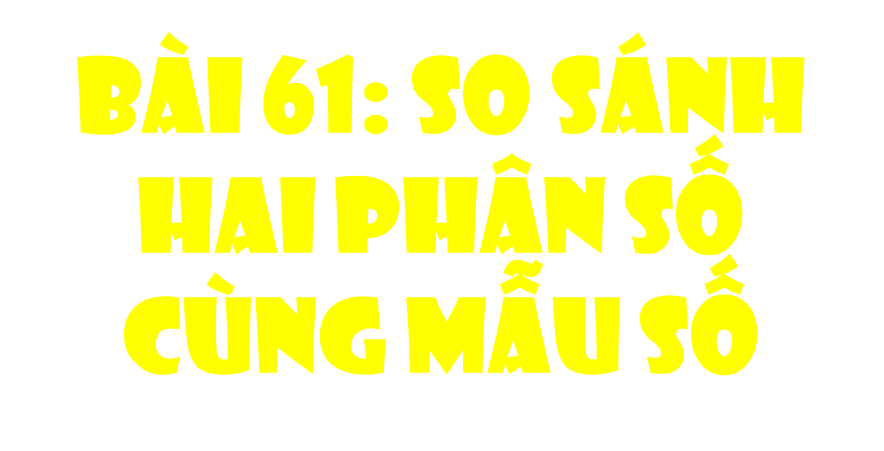 BÀI 61: SO SÁNH
HAI PHÂN SỐ
CÙNG MẪU SỐ